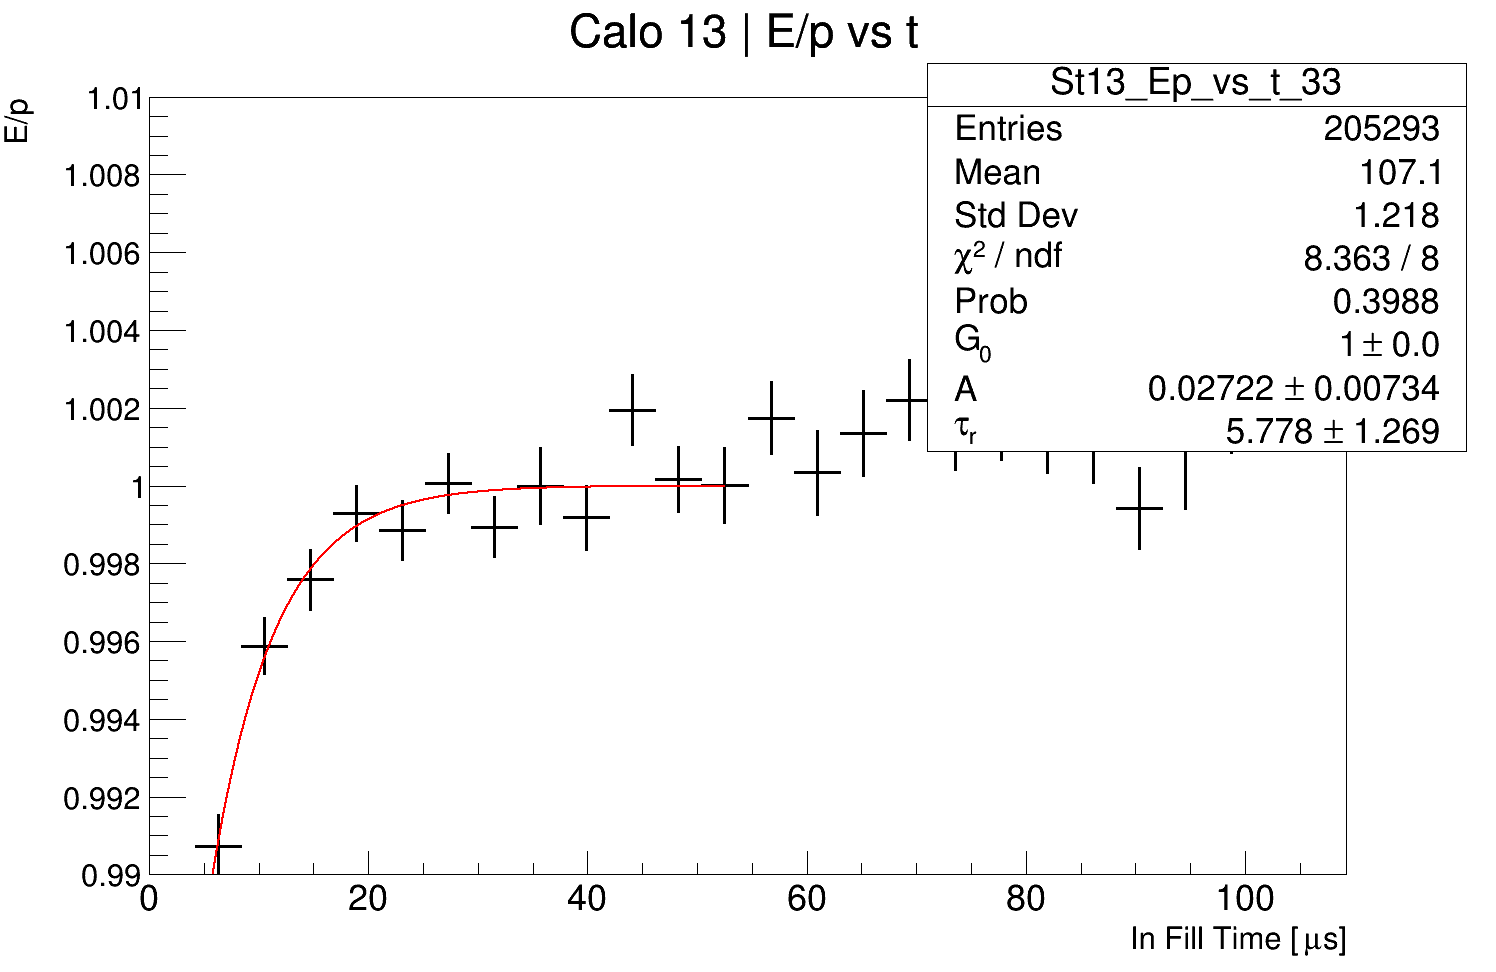 Calo 13 | E/p vs t
E/p
1.01
1.008
1.006
1.004
1.002
1
0.998
0.996
0.994
0.992
0.99
St13_Ep_vs_t_33
Entries 205293
Mean 107.1
Std Dev 1.218
χ² / ndf 8.363 / 8
Prob 0.3988
G₀ 1 ± 0.0
A 0.02722 ± 0.00734
τᵣ 5.778 ± 1.269
0 20 40 60 80 100
In Fill Time [μs]